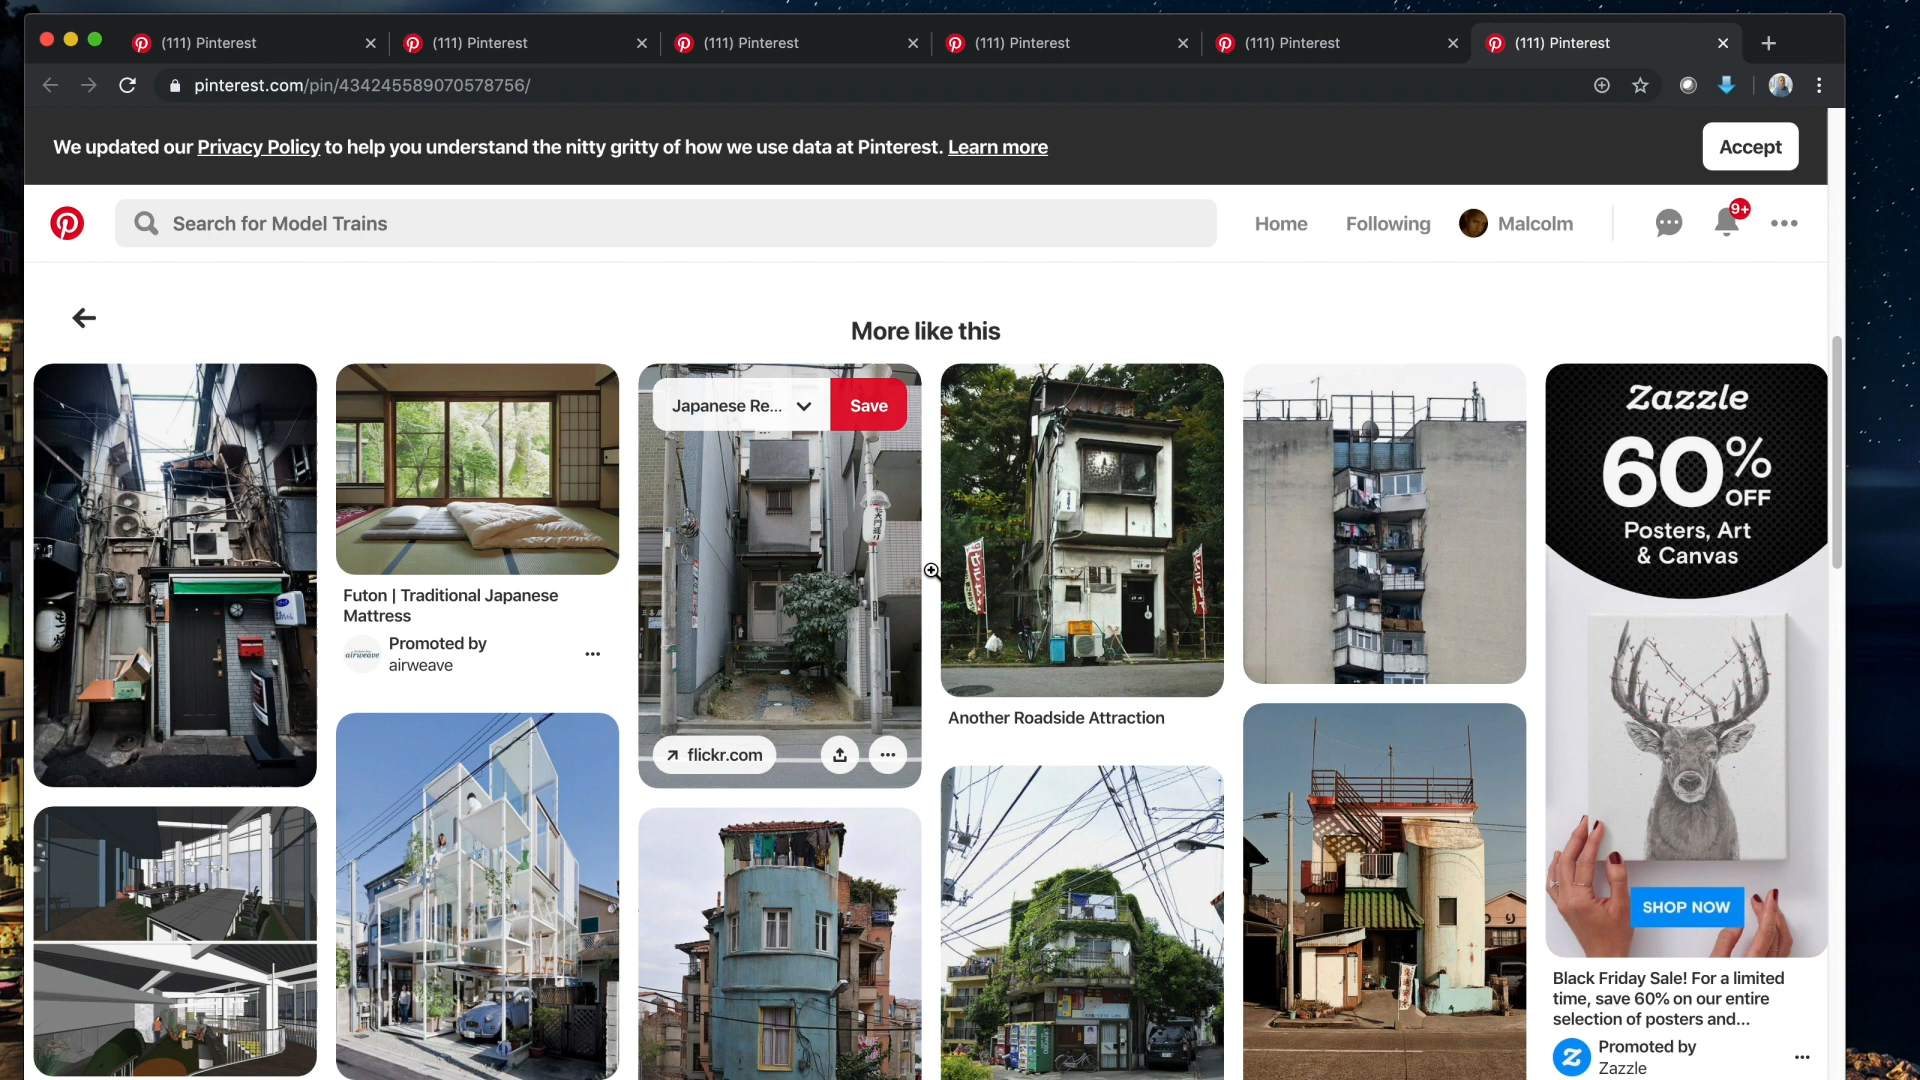 (111) Pinterest
(111) Pinterest
(111) Pinterest
(111) Pinterest
(111) Pinterest
(111) Pinterest
pinterest.com/pin/434245589070578756/
We updated our Privacy Policy to help you understand the nitty gritty of how we use data at Pinterest. Learn more
Accept
Search for Model Trains
Home
Following
Malcolm
9+
More like this
Japanese Re...
Save
flickr.com
Futon | Traditional Japanese
Mattress
airweave
Promoted by
airweave
Another Roadside Attraction
Zazzle
60% OFF
Posters, Art
& Canvas
SHOP NOW
Black Friday Sale! For a limited
time, save 60% on our entire
selection of posters and...
Promoted by
Zazzle